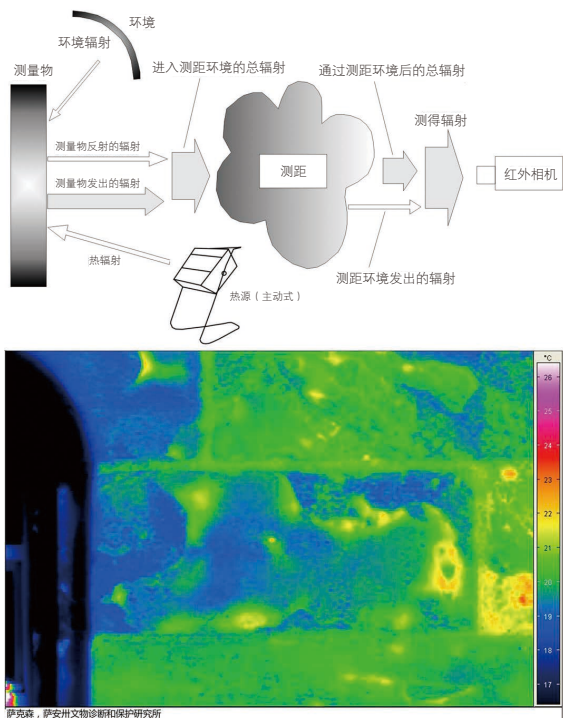 环境
环境辐射
测量物
进入测距环境的总辐射
通过测距环境后的总辐射
测得辐射
测量物反射的辐射
测距
红外相机
测量物发出的辐射
热辐射
测距环境发出的辐射
热源（主动式）
°C
26
25
24
23
22
21
20
19
18
17
萨克森，萨安州文物诊断和保护研究所